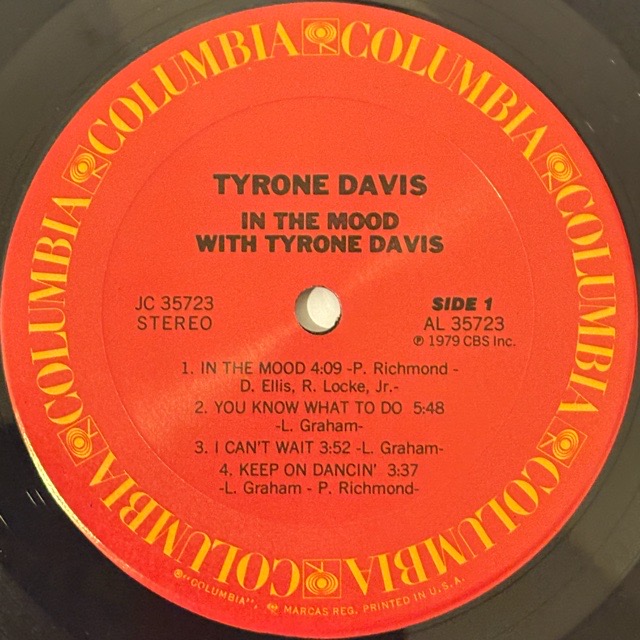 COLUMBIA COLUMBIA COLUMBIA COLUMBIA COLUMBIA COLUMBIA
TYRONE DAVIS
IN THE MOOD
WITH TYRONE DAVIS
JC 35723
STEREO
SIDE 1
AL 35723
℗ 1979 CBS Inc.
1. IN THE MOOD 4:09 -P. Richmond -
D. Ellis, R. Locke, Jr.-
2. YOU KNOW WHAT TO DO 5:48
-L. Graham-
3. I CAN'T WAIT 3:52 -L. Graham-
4. KEEP ON DANCIN' 3:37
-L. Graham - P. Richmond-
®"COLUMBIA", MARCAS REG. PRINTED IN U.S.A.